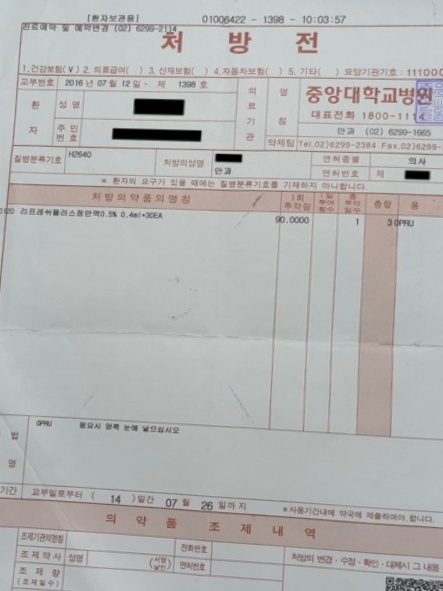 [환자보관용] 01006422 - 1398 - 10:03:57
진료예약 및 예약변경 (02) 6299-2114
처 방 전
1.건강보험(V) 2.의료급여( ) 3.산재보험( ) 4.자동차보험( ) 5.기타( ) 요양기관기호: 111000
교부번호 2016 년 07 월 12 일 - 제 1398 호
환 자
성 명
주 민 번 호
의 료 기 관
명 칭
중앙대학교병원
대표전화 1800-1114
안과 (02) 6299-1665
약제팀 Tel.02)6299-2384 Fax.02)6299-
질병분류기호 H2640
처방의성명
안과
면허종별 의사
면허번호 제
※ 환자의 요구가 있을 때에는 질병분류기호를 기재하지 아니합니다.
처방의약품의명칭 1회 투약량 1일 투여 횟수 총 투약 일수 총량 용
리프레쉬플러스점안액0.5% 0.4ml*30EA 90.0000 1 3 OPRU
법
OPRU 필요시 양쪽 눈에 넣으십시오
명
기간 교부일로부터 ( 14 ) 일간 07 월 26 일 까지 ※사용기간내에 약국에 제출하여야 합니다.
의 약 품 조 제 내 역
조제기관의명칭 전화번호
조제약사 성명 (서명/날인) 면허번호
처방의 변경·수정·확인·대체시 그 내용
조 제 량
(조제일수)